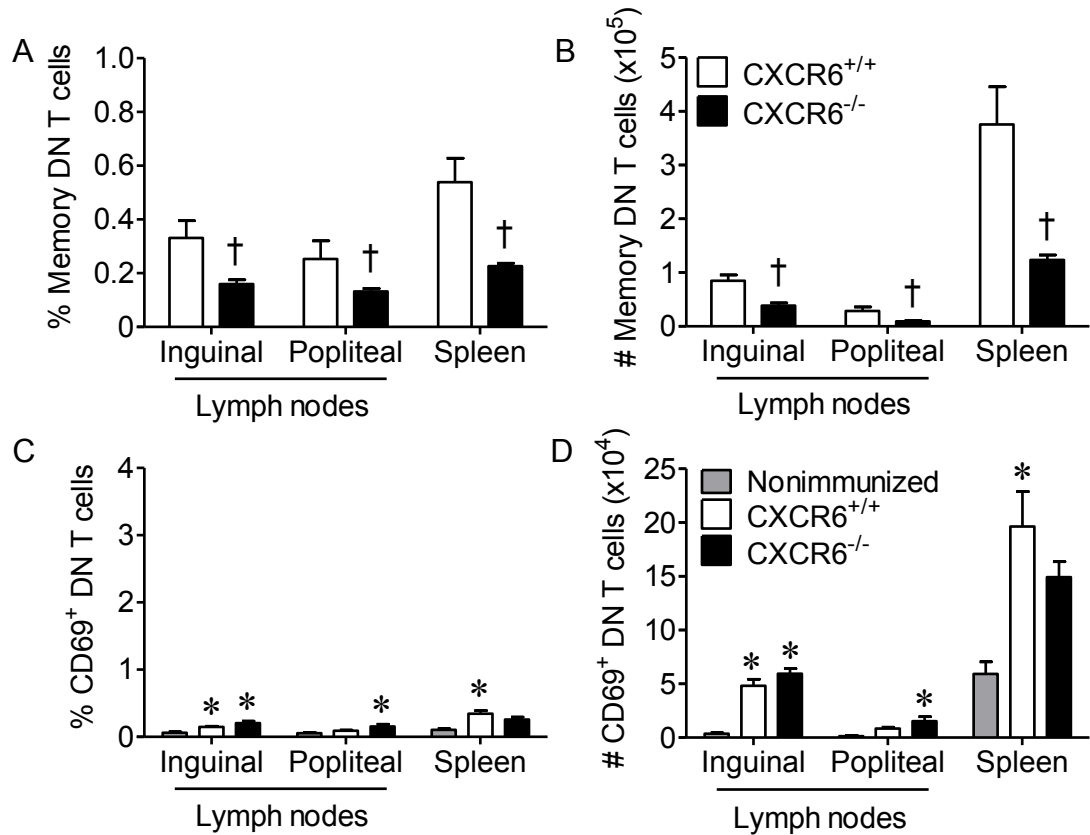 A
% Memory DN T cells
1.0
0.8
0.6
0.4
0.2
0
† † †
Inguinal Popliteal Spleen
Lymph nodes
B
# Memory DN T cells (x10⁵)
5
4
3
2
1
0
CXCR6⁺/⁺
CXCR6⁻/⁻
† † †
Inguinal Popliteal Spleen
Lymph nodes
C
% CD69⁺ DN T cells
4
3
2
1
0
* * * *
Inguinal Popliteal Spleen
Lymph nodes
D
# CD69⁺ DN T cells (x10⁴)
25
20
15
10
5
0
Nonimmunized
CXCR6⁺/⁺
CXCR6⁻/⁻
* * * *
Inguinal Popliteal Spleen
Lymph nodes